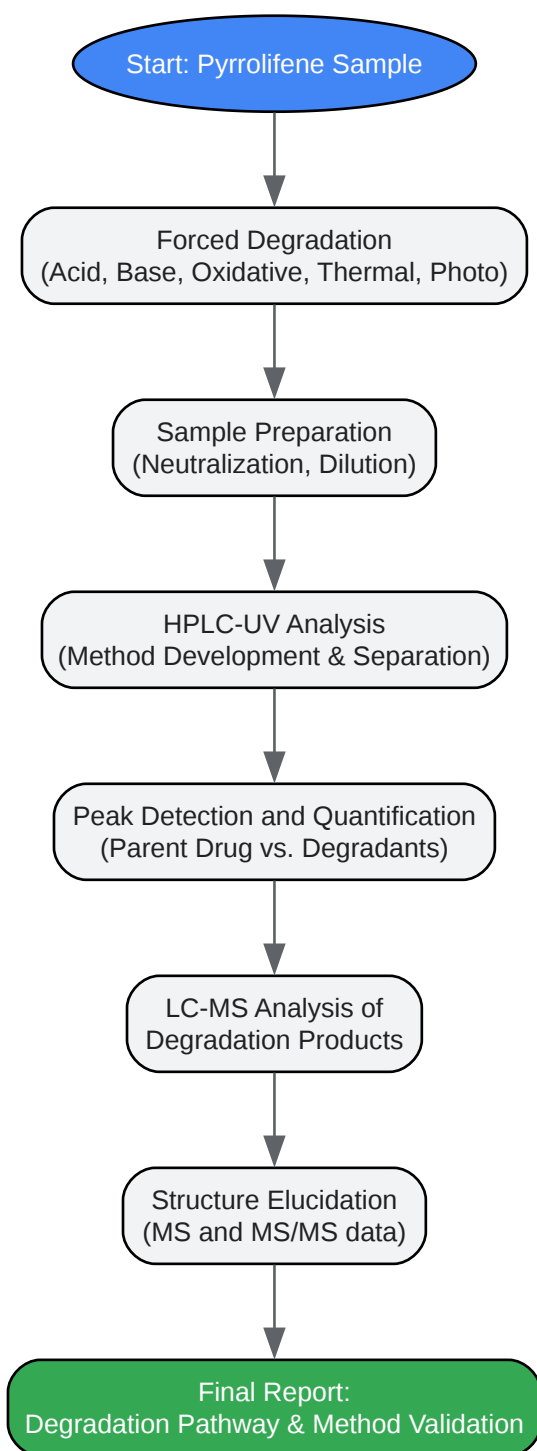 Start: Pyrrolifene Sample
Forced Degradation
(Acid, Base, Oxidative, Thermal, Photo)
Sample Preparation
(Neutralization, Dilution)
HPLC-UV Analysis
(Method Development & Separation)
Peak Detection and Quantification
(Parent Drug vs. Degradants)
LC-MS Analysis of
Degradation Products
Structure Elucidation
(MS and MS/MS data)
Final Report:
Degradation Pathway & Method Validation